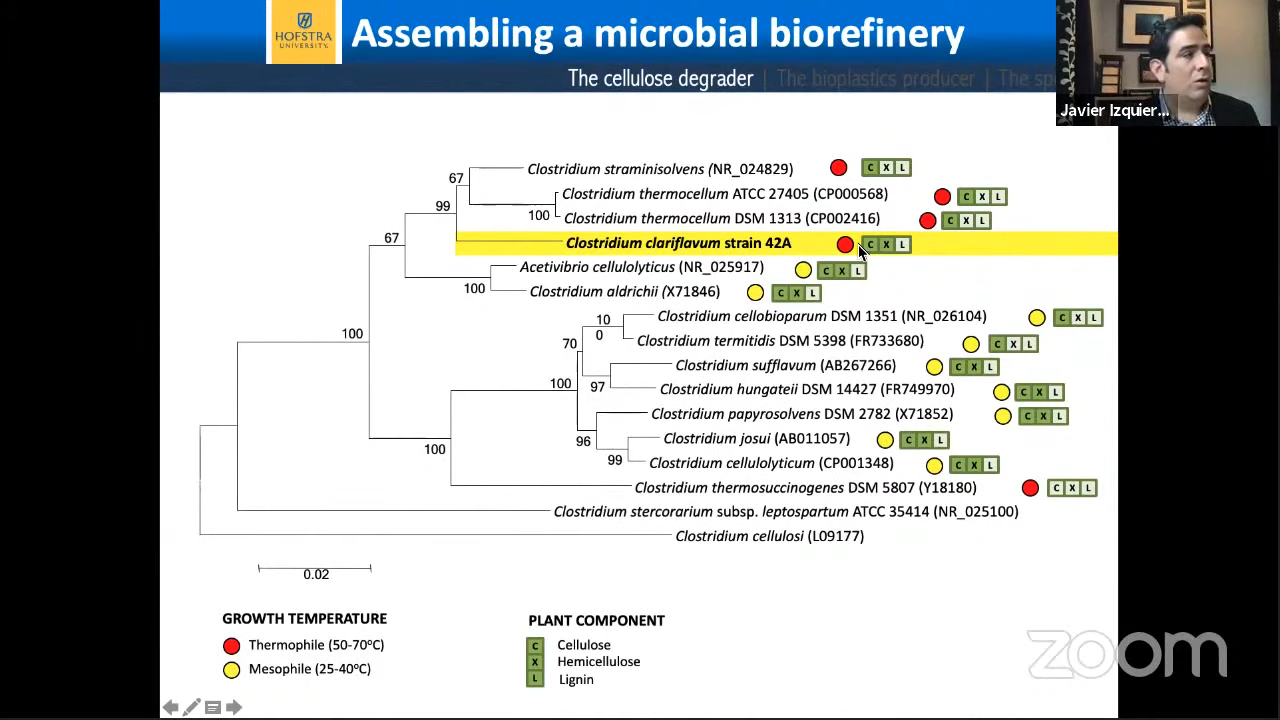 HOFSTRA
UNIVERSITY.
Assembling a microbial biorefinery
The cellulose degrader | The bioplastics producer | The sp
Javier Izquier...
Clostridium straminisolvens (NR_024829) C X L
Clostridium thermocellum ATCC 27405 (CP000568) C X L
Clostridium thermocellum DSM 1313 (CP002416) C X L
Clostridium clariflavum strain 42A C X L
Acetivibrio cellulolyticus (NR_025917) C X L
Clostridium aldrichii (X71846) C X L
Clostridium cellobioparum DSM 1351 (NR_026104) C X L
Clostridium termitidis DSM 5398 (FR733680) C X L
Clostridium sufflavum (AB267266) C X L
Clostridium hungateii DSM 14427 (FR749970) C X L
Clostridium papyrosolvens DSM 2782 (X71852) C X L
Clostridium josui (AB011057) C X L
Clostridium cellulolyticum (CP001348) C X L
Clostridium thermosuccinogenes DSM 5807 (Y18180) C X L
Clostridium stercorarium subsp. leptospartum ATCC 35414 (NR_025100)
Clostridium cellulosi (L09177)
67
99
100
67
100
100
10
0
70
100
97
96
99
100
0.02
GROWTH TEMPERATURE
Thermophile (50-70ºC)
Mesophile (25-40ºC)
PLANT COMPONENT
C Cellulose
X Hemicellulose
L Lignin
zoom